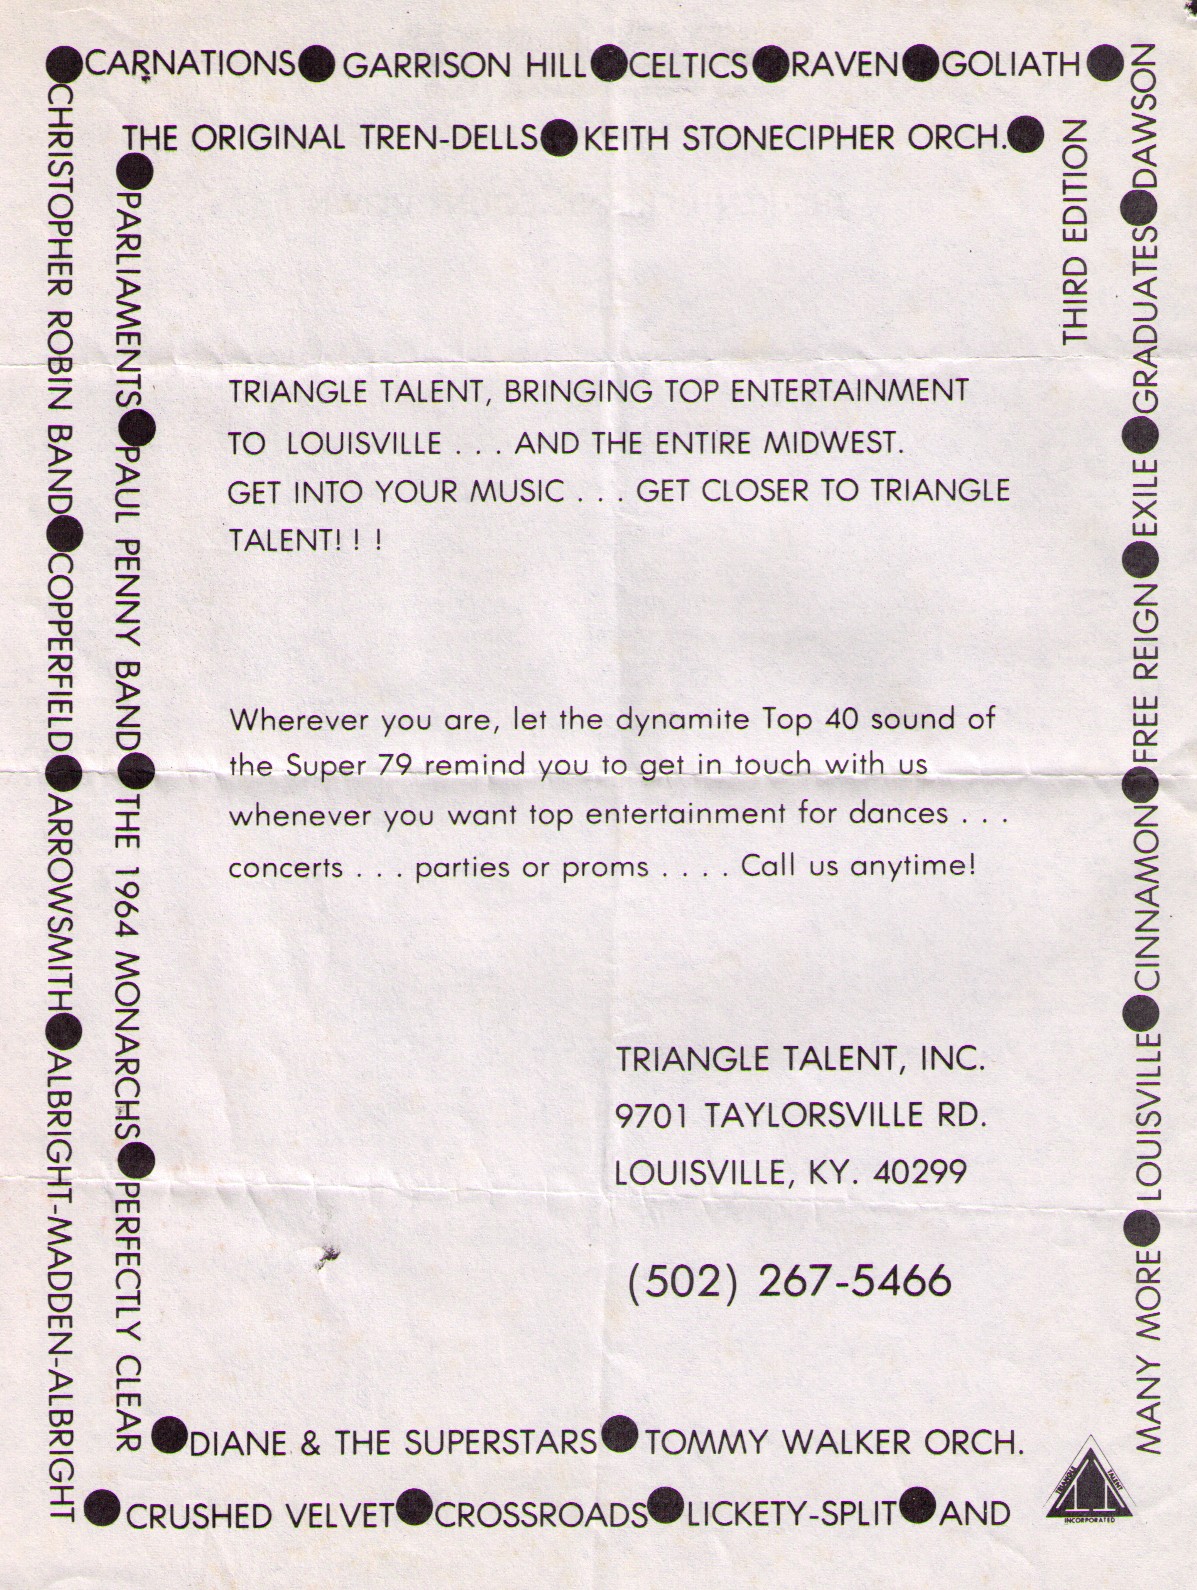 CARNATIONS ● GARRISON HILL ● CELTICS ● RAVEN ● GOLIATH ●
THE ORIGINAL TREN-DELLS ● KEITH STONECIPHER ORCH. ●
THIRD EDITION
● CHRISTOPHER ROBIN BAND ● COPPERFIELD ● ARROWSMITH ● ALBRIGHT-MADDEN-ALBRIGHT
● PARLIAMENTS ● PAUL PENNY BAND ● THE 1964 MONARCHS ● PERFECTLY CLEAR
TRIANGLE TALENT, BRINGING TOP ENTERTAINMENT
TO LOUISVILLE . . . AND THE ENTIRE MIDWEST.
GET INTO YOUR MUSIC . . . GET CLOSER TO TRIANGLE
TALENT! ! !
Wherever you are, let the dynamite Top 40 sound of
the Super 79 remind you to get in touch with us
whenever you want top entertainment for dances . . .
concerts . . . parties or proms . . . . Call us anytime!
TRIANGLE TALENT, INC.
9701 TAYLORSVILLE RD.
LOUISVILLE, KY. 40299
(502) 267-5466
● DIANE & THE SUPERSTARS ● TOMMY WALKER ORCH.
● CRUSHED VELVET ● CROSSROADS ● LICKETY-SPLIT ● AND
MANY MORE ● LOUISVILLE ● CINNAMON ● FREE REIGN ● EXILE ● GRADUATES ● DAWSON
TRIANGLE TALENT
INCORPORATED